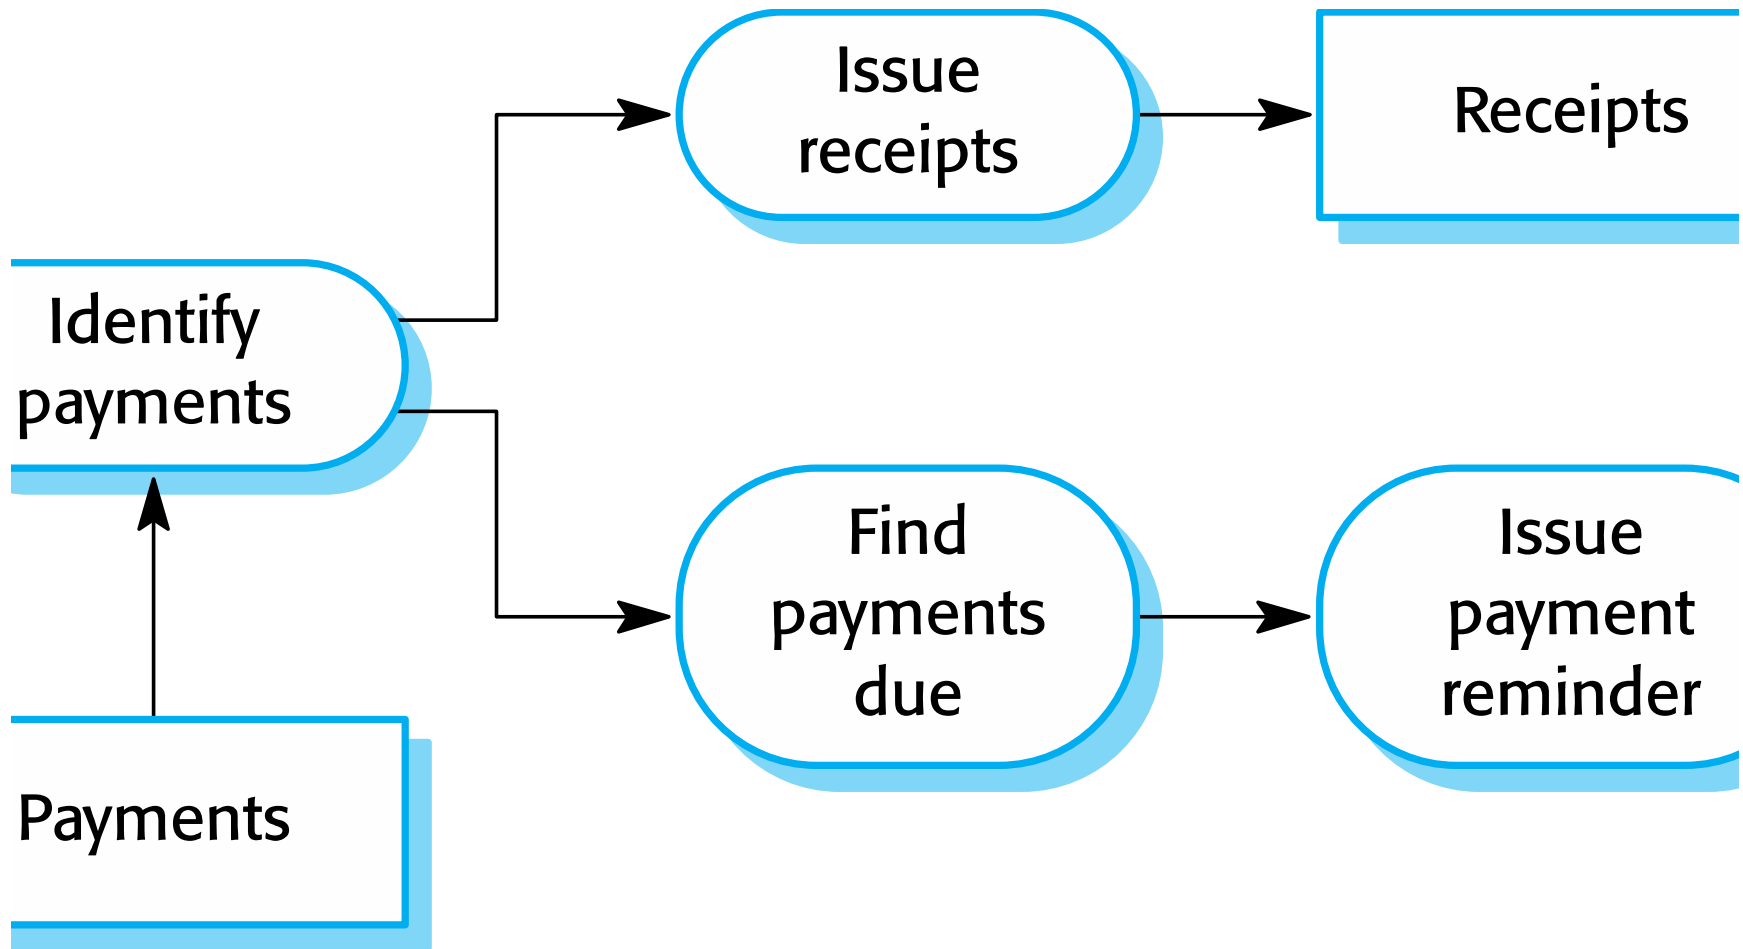 Issue
receipts
Receipts
Identify
payments
Find
payments
due
Issue
payment
reminder
Payments